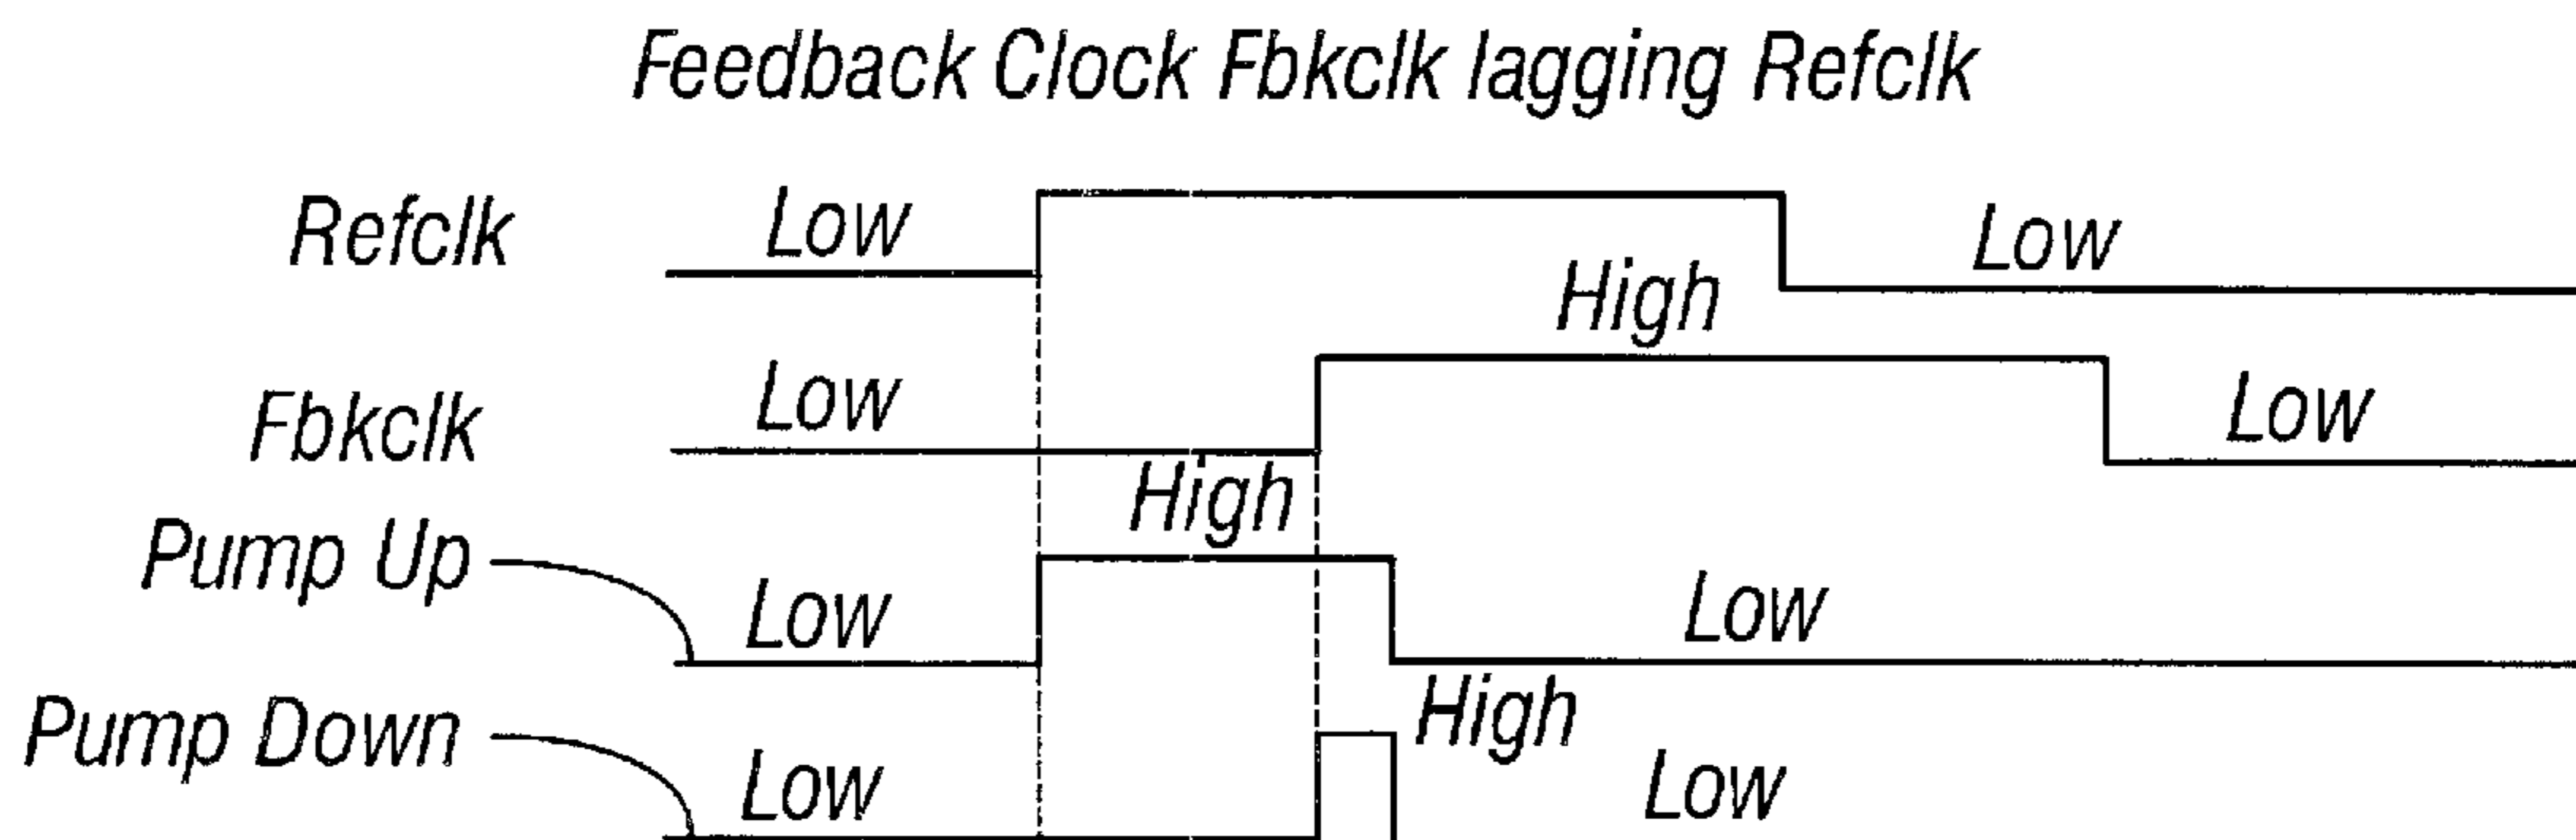 Feedback Clock Fbkclk lagging Refclk
Refclk Low Low
High
Fbkclk Low Low
High
Pump Up Low Low
High
Pump Down Low Low